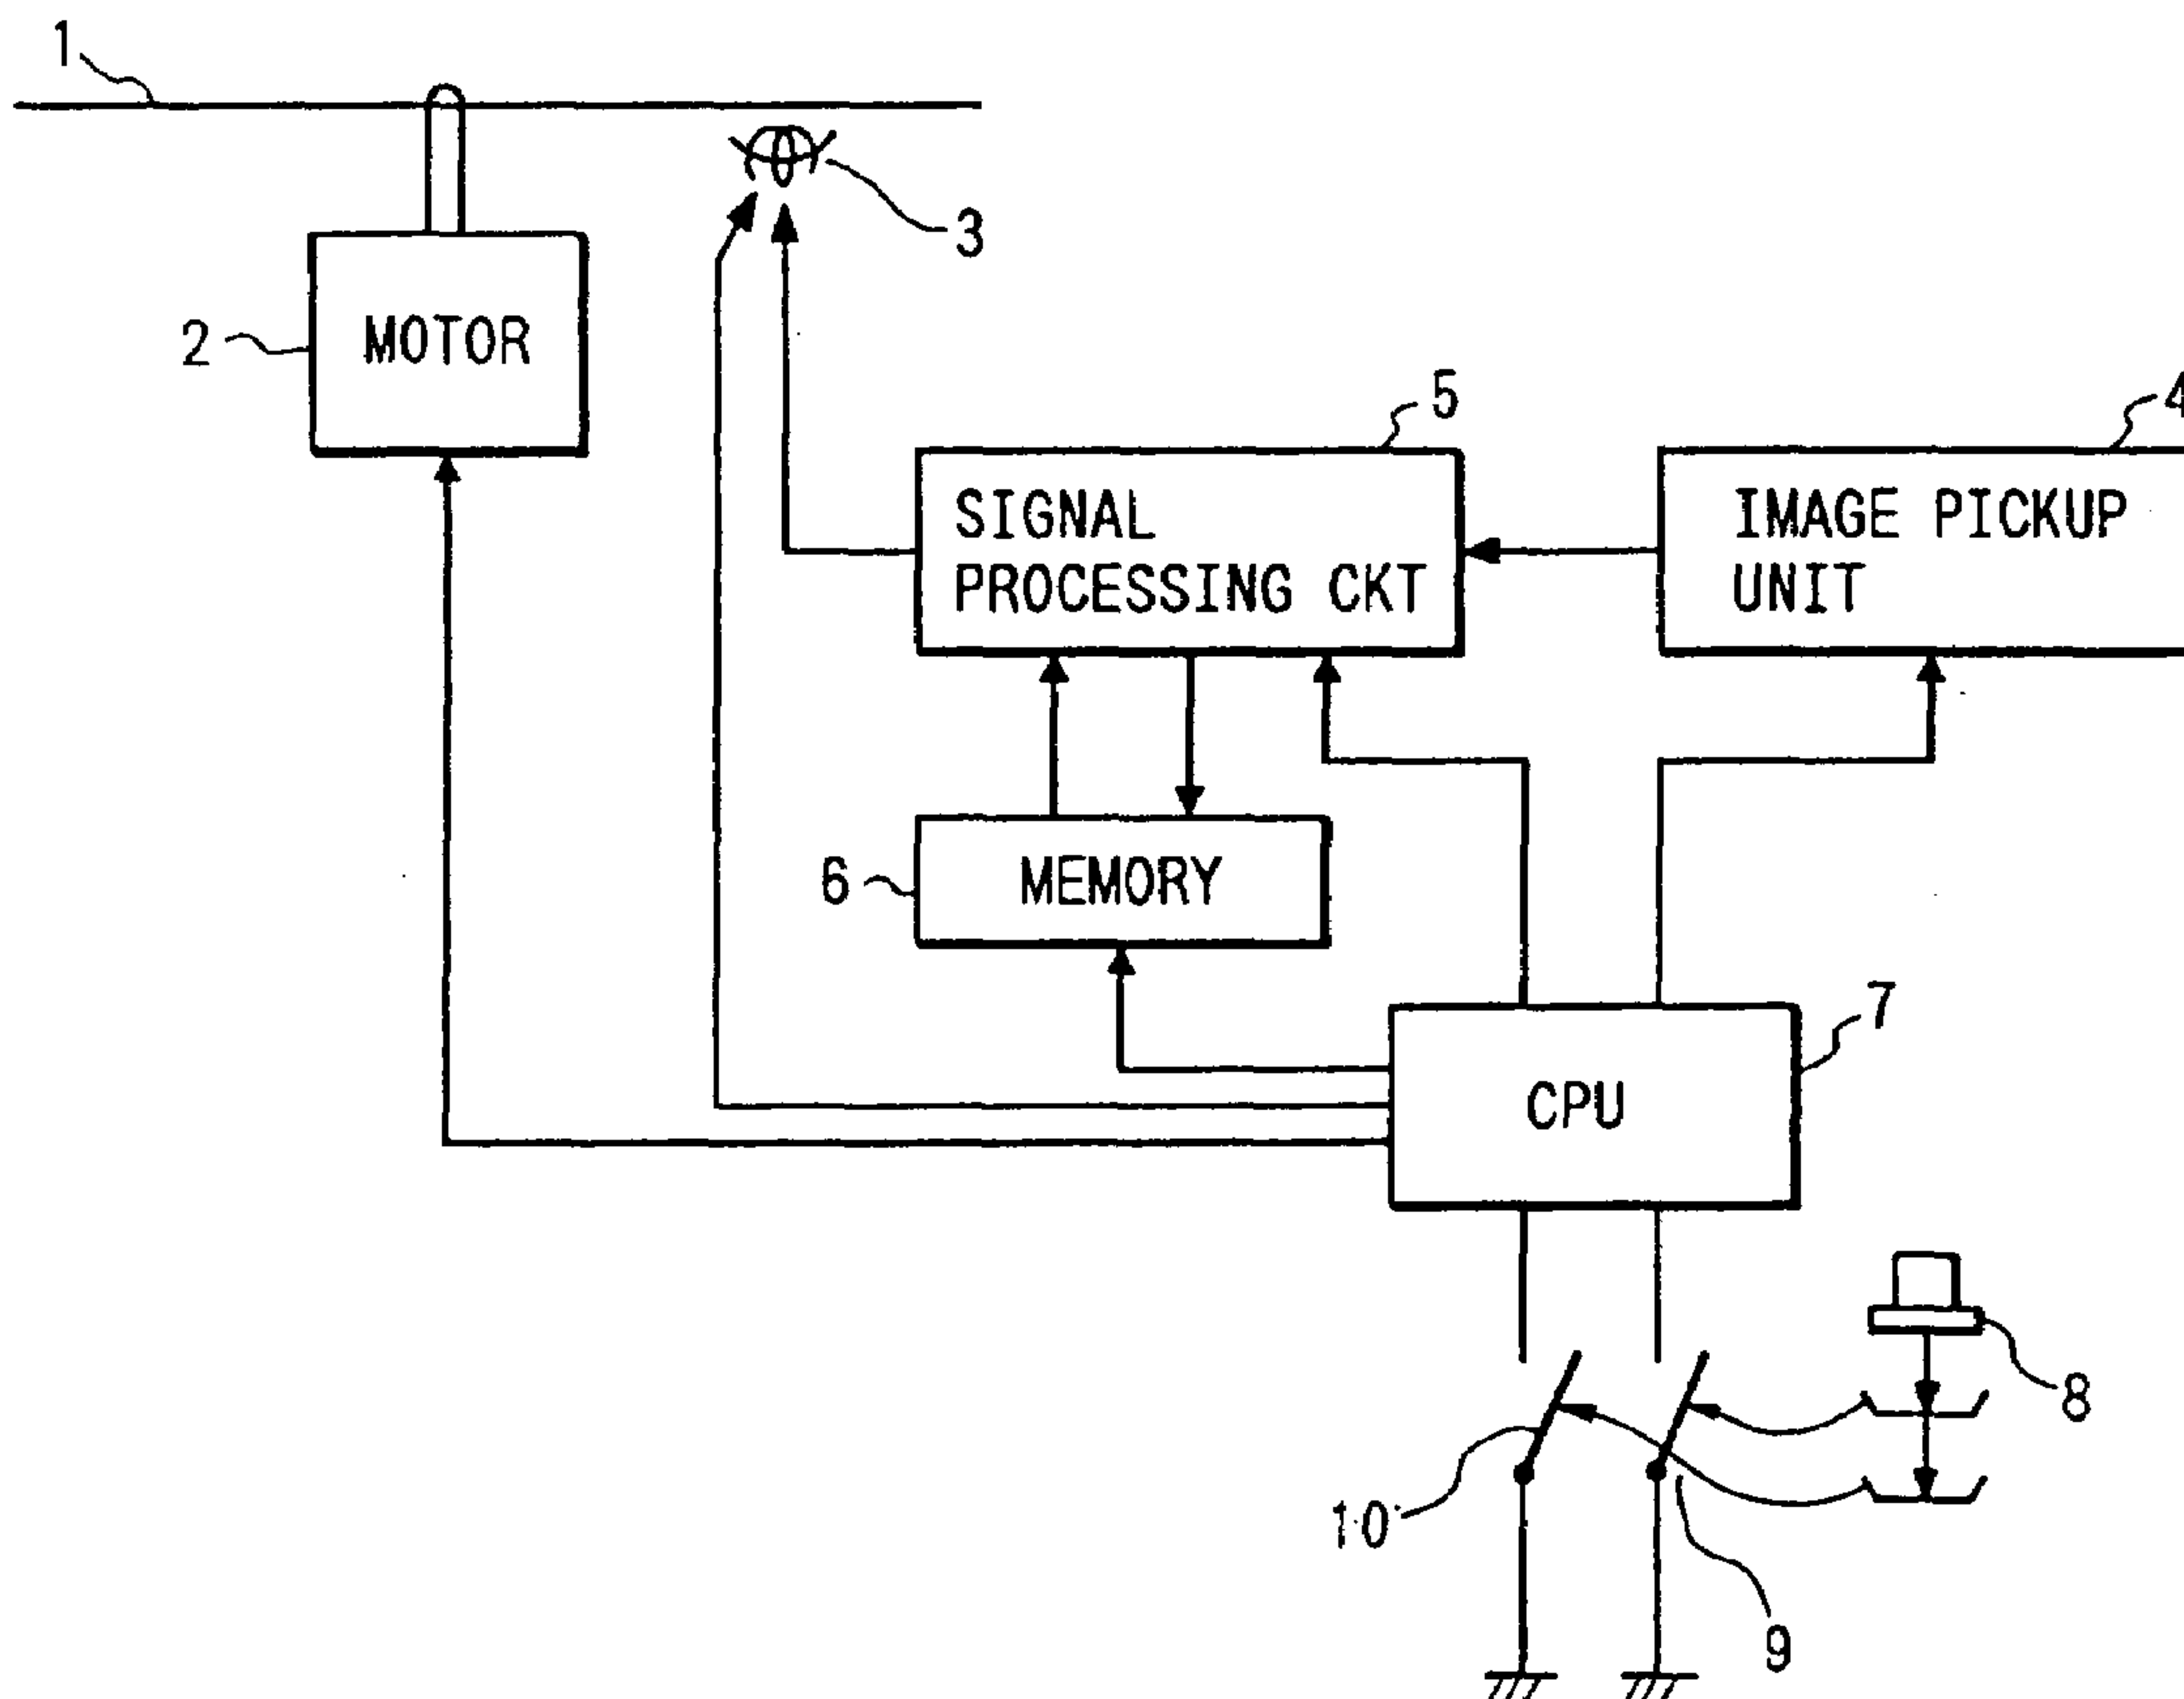 1
3
2
MOTOR
5
4
SIGNAL
PROCESSING CKT
IMAGE PICKUP
UNIT
6
MEMORY
7
CPU
8
10
9